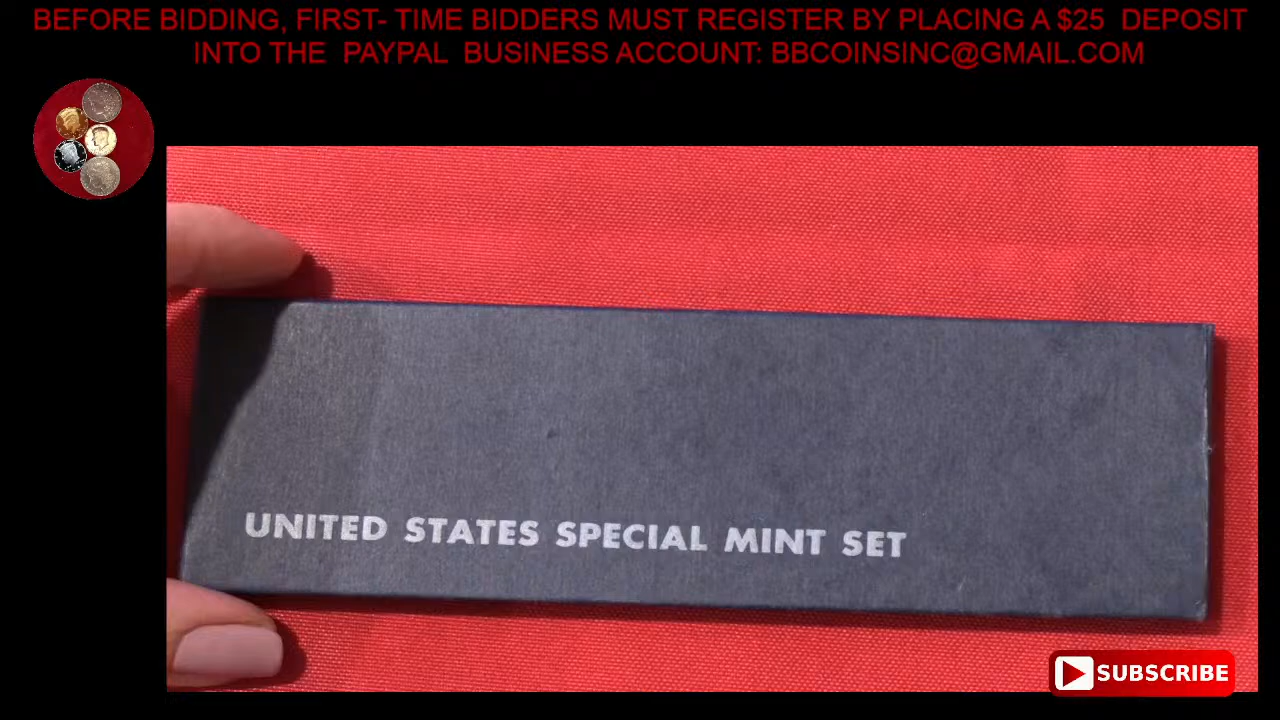 BEFORE BIDDING, FIRST- TIME BIDDERS MUST REGISTER BY PLACING A $25 DEPOSIT
INTO THE PAYPAL BUSINESS ACCOUNT: BBCOINSINC@GMAIL.COM
UNITED STATES SPECIAL MINT SET
SUBSCRIBE